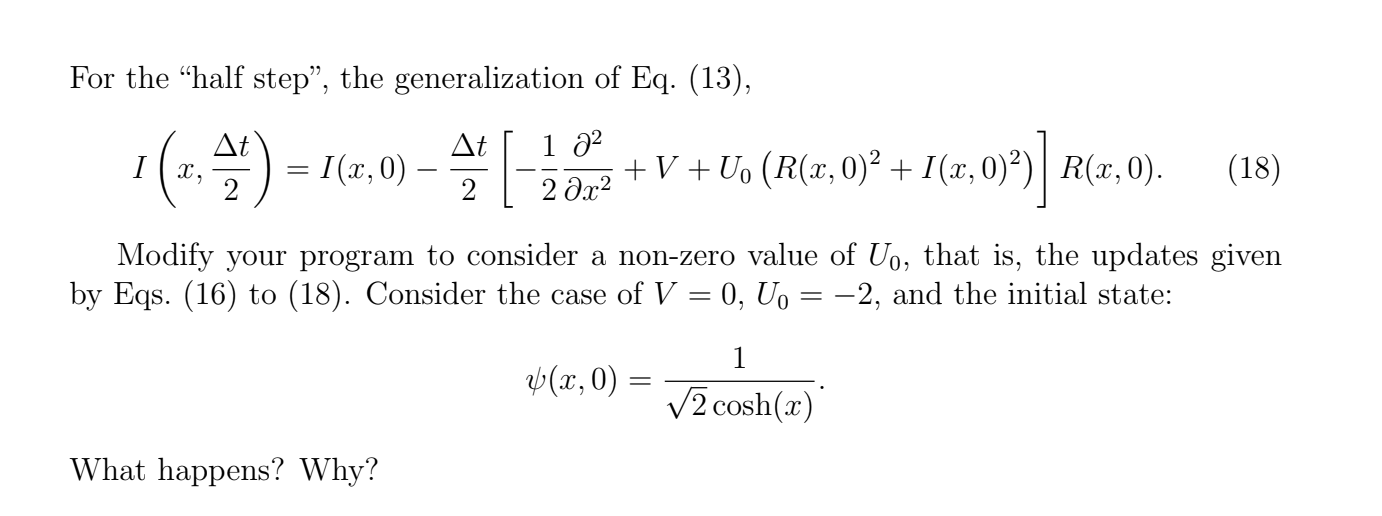 For the “half step”, the generalization of Eq. (13),
I(x, Δt/2) = I(x, 0) − Δt/2 [−1/2 ∂²/∂x² + V + U₀ (R(x, 0)² + I(x, 0)²)] R(x, 0). (18)
Modify your program to consider a non-zero value of U₀, that is, the updates given
by Eqs. (16) to (18). Consider the case of V = 0, U₀ = −2, and the initial state:
ψ(x, 0) = 1/(√2 cosh(x)).
What happens? Why?